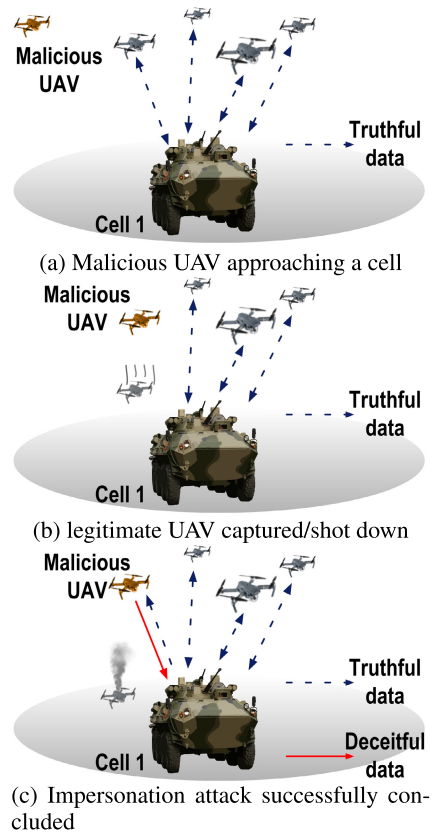 Malicious
UAV
Truthful
data
Cell 1
(a) Malicious UAV approaching a cell
Malicious
UAV
Truthful
data
Cell 1
(b) legitimate UAV captured/shot down
Malicious
UAV
Truthful
data
Cell 1
Deceitful
data
(c) Impersonation attack successfully con-
cluded